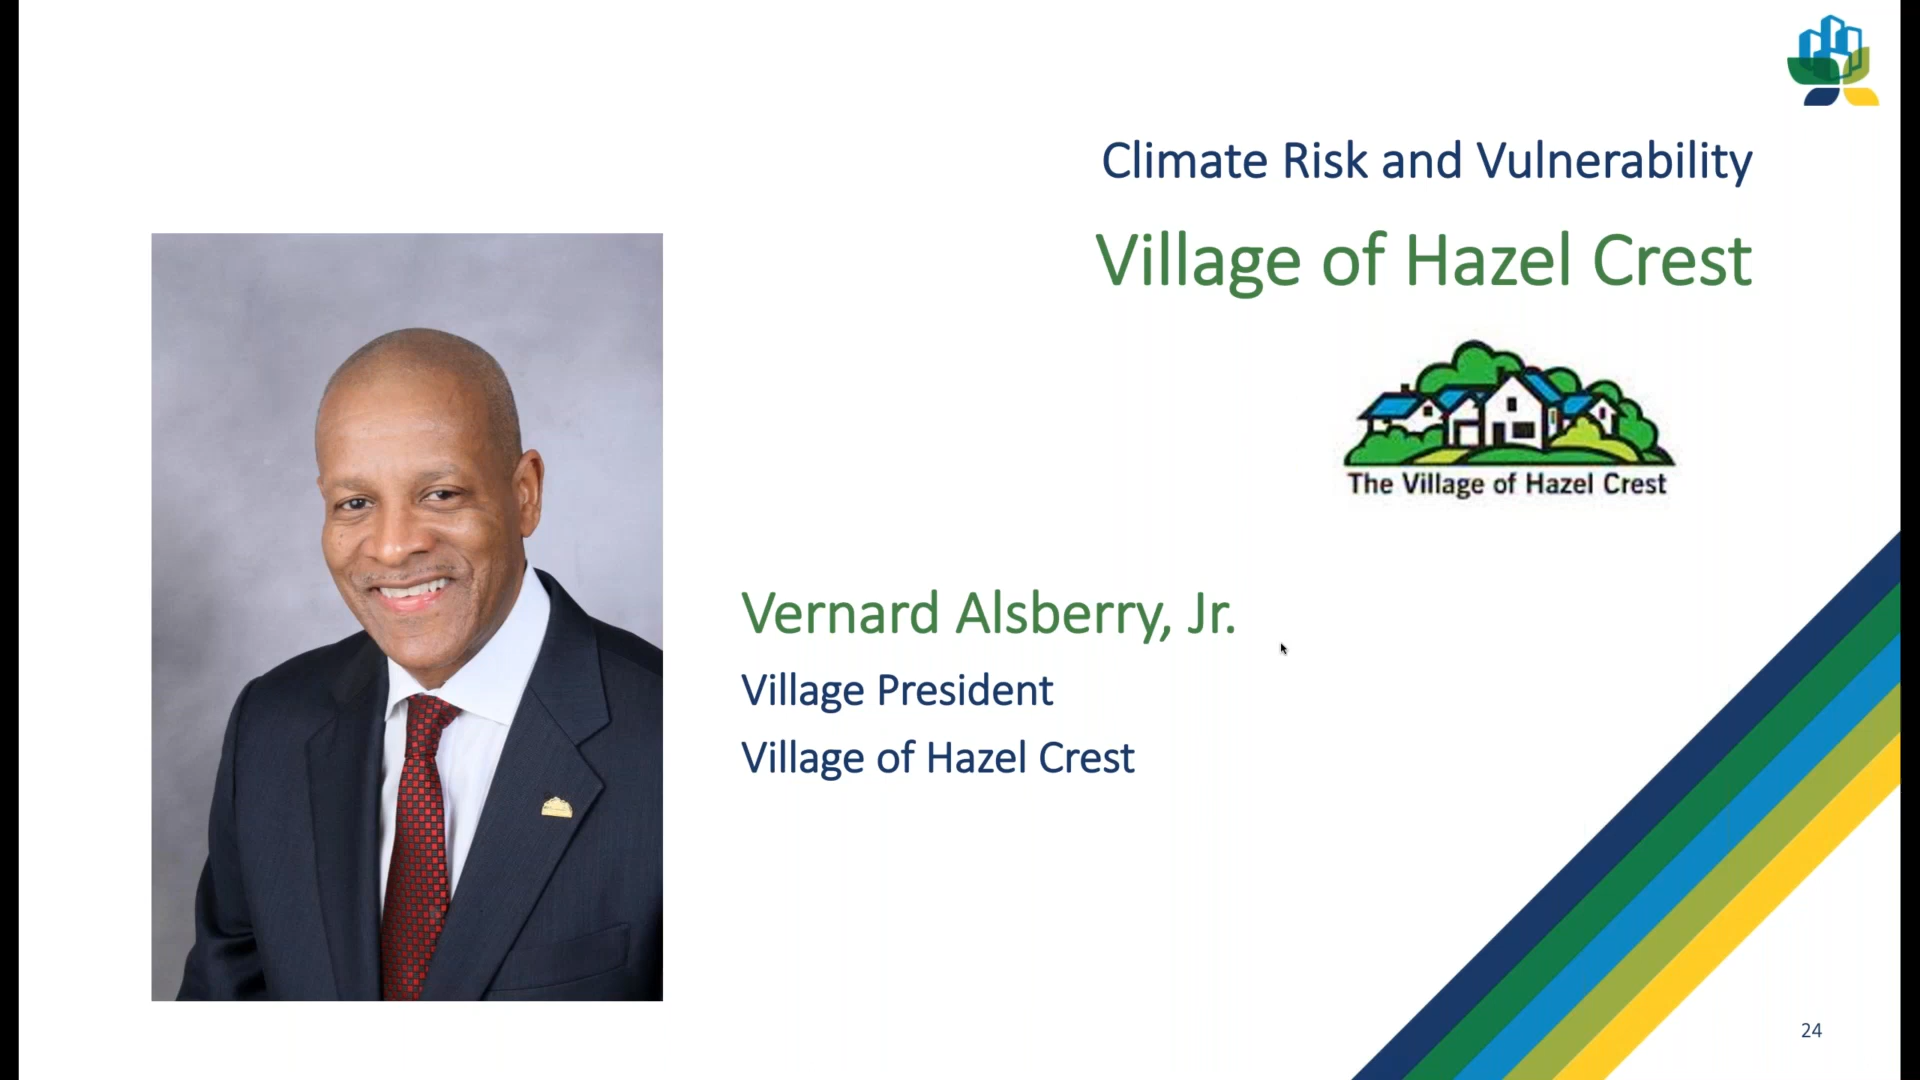 Climate Risk and Vulnerability
Village of Hazel Crest
The Village of Hazel Crest
Vernard Alsberry, Jr.
Village President
Village of Hazel Crest
24